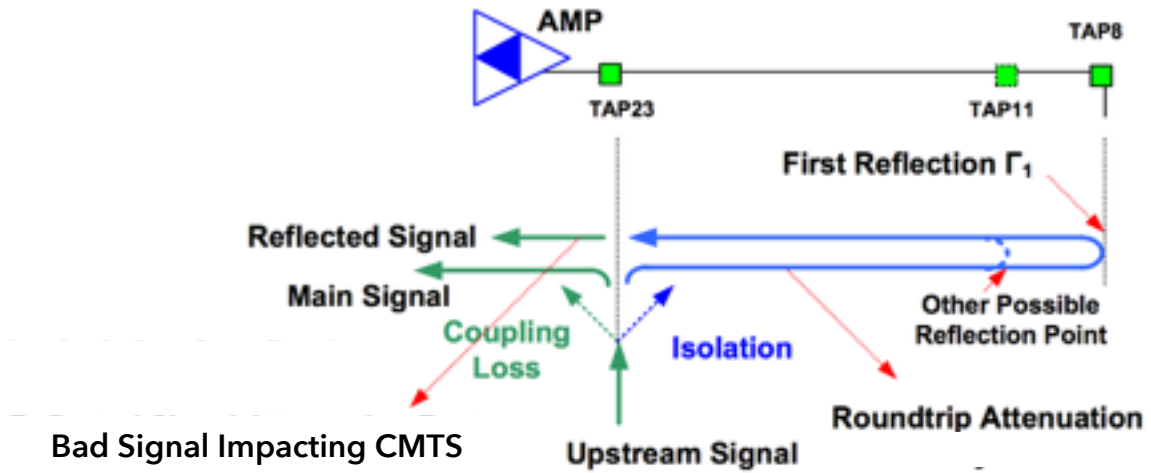 AMP
TAP8
TAP23
TAP11
First Reflection Γ₁
Reflected Signal
Main Signal
Other Possible
Reflection Point
Coupling
Loss
Isolation
Roundtrip Attenuation
Bad Signal Impacting CMTS
Upstream Signal